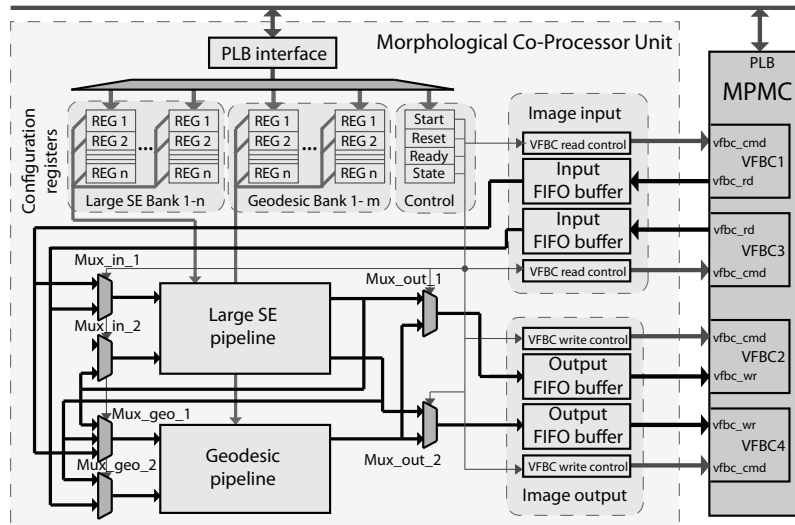 PLB interface
Morphological Co-Processor Unit
PLB
MPMC
Configuration
registers
REG 1
REG 2
REG n
...
REG 1
REG 2
REG n
Large SE Bank 1-n
REG 1
REG 2
REG n
...
REG 1
REG 2
REG n
Geodesic Bank 1- m
Start
Reset
Ready
State
Control
Image input
VFBC read control
Input
FIFO buffer
Input
FIFO buffer
VFBC read control
vfbc_cmd
VFBC1
vfbc_rd
vfbc_rd
VFBC3
vfbc_cmd
Mux_in_1
Mux_in_2
Large SE
pipeline
Mux_out_1
Mux_geo_1
Mux_geo_2
Geodesic
pipeline
Mux_out_2
VFBC write control
Output
FIFO buffer
Output
FIFO buffer
VFBC write control
Image output
vfbc_cmd
VFBC2
vfbc_wr
vfbc_wr
VFBC4
vfbc_cmd